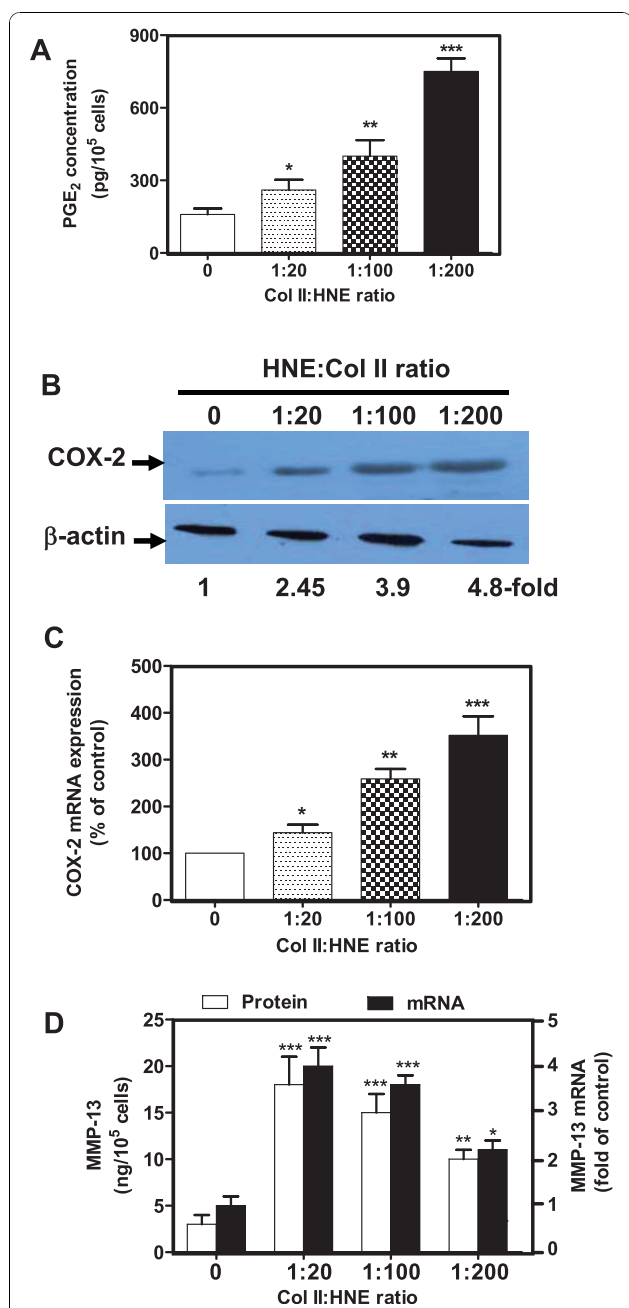 A
PGE2 concentration
(pg/10^5 cells)
900
600
300
0
*
**
***
0 1:20 1:100 1:200
Col II:HNE ratio
B
HNE:Col II ratio
0 1:20 1:100 1:200
COX-2
β-actin
1 2.45 3.9 4.8-fold
C
COX-2 mRNA expression
(% of control)
500
400
300
200
100
0
*
**
***
0 1:20 1:100 1:200
Col II:HNE ratio
D
Protein mRNA
MMP-13
(ng/10^5 cells)
25
20
15
10
5
0
*** ***
*** ***
** *
5
4
3
2
1
0
MMP-13 mRNA
(fold of control)
0 1:20 1:100 1:200
Col II:HNE ratio